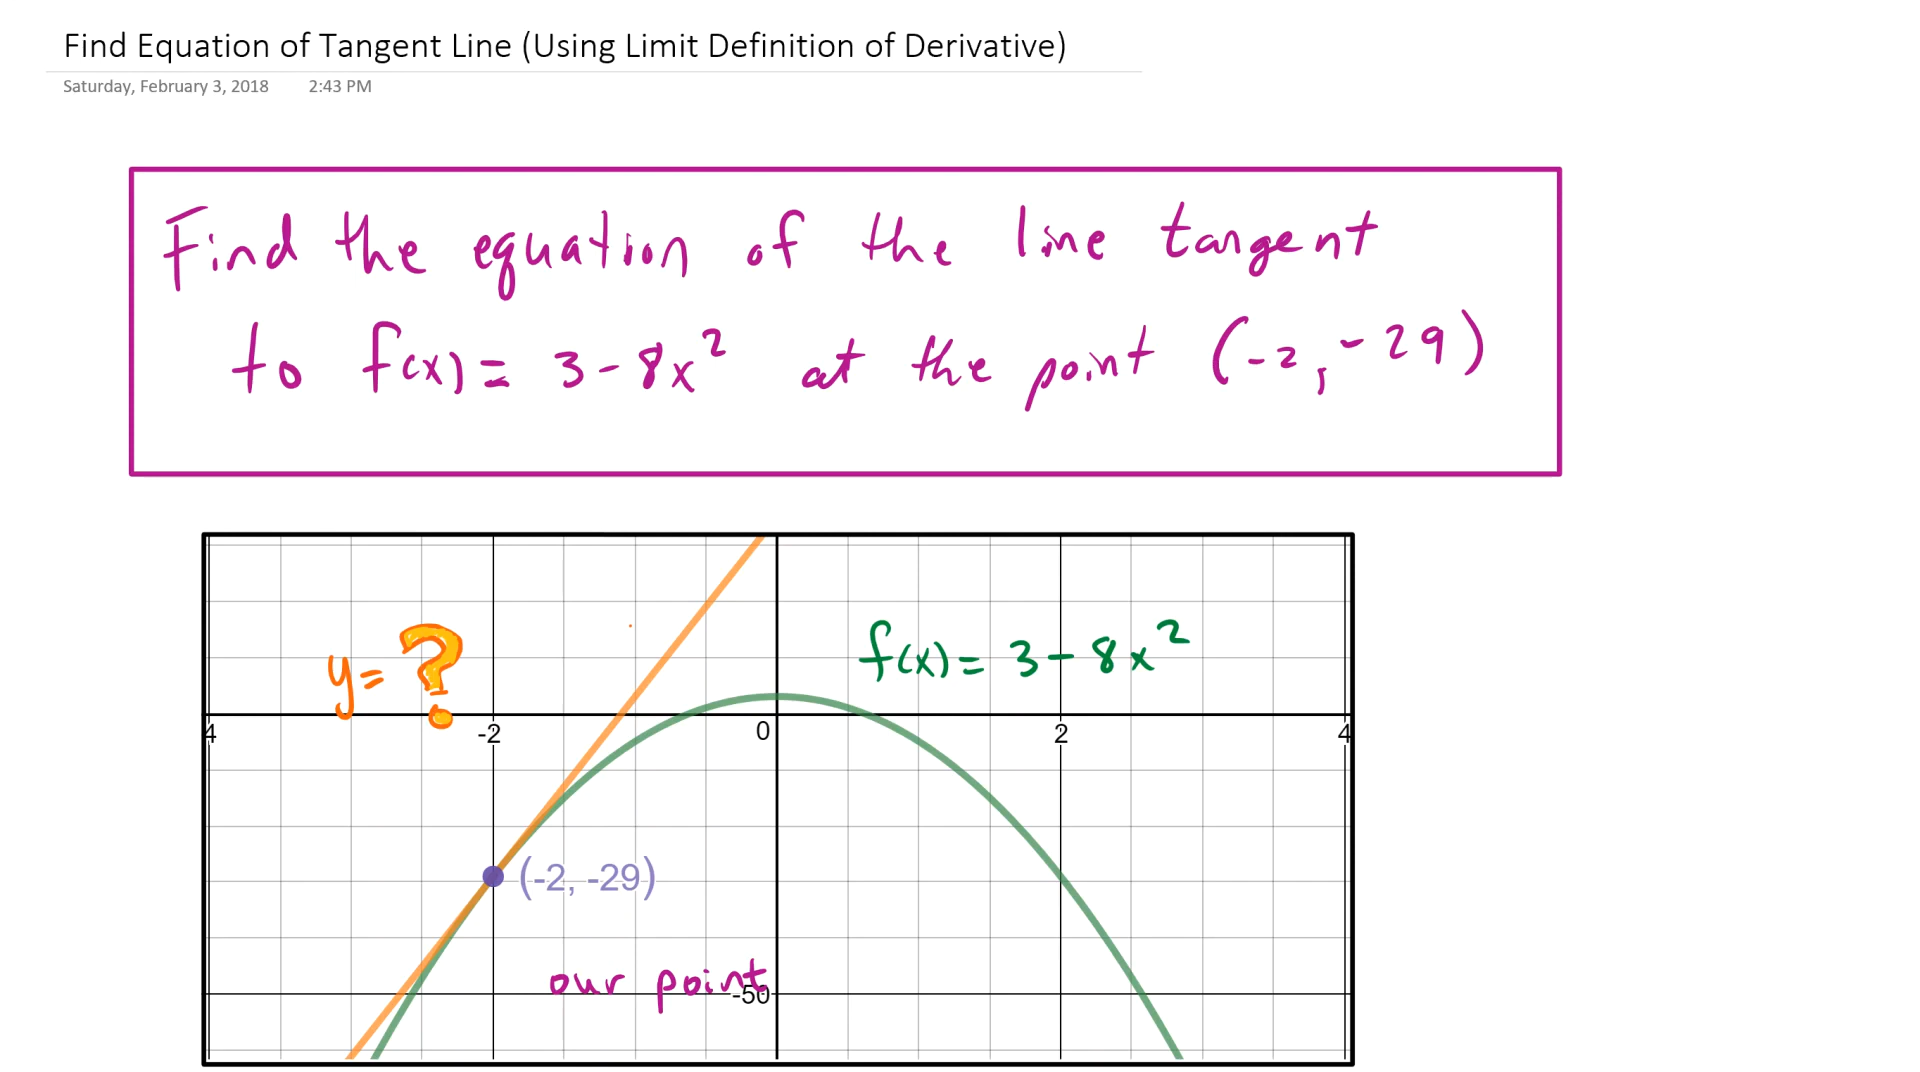 Find Equation of Tangent Line (Using Limit Definition of Derivative)
Saturday, February 3, 2018 2:43 PM
Find the equation of the line tangent
to f(x) = 3 - 8x² at the point (-2, -29)
f(x) = 3 - 8x²
y = ?
4 -2 0 2 4
(-2, -29)
our point
-50